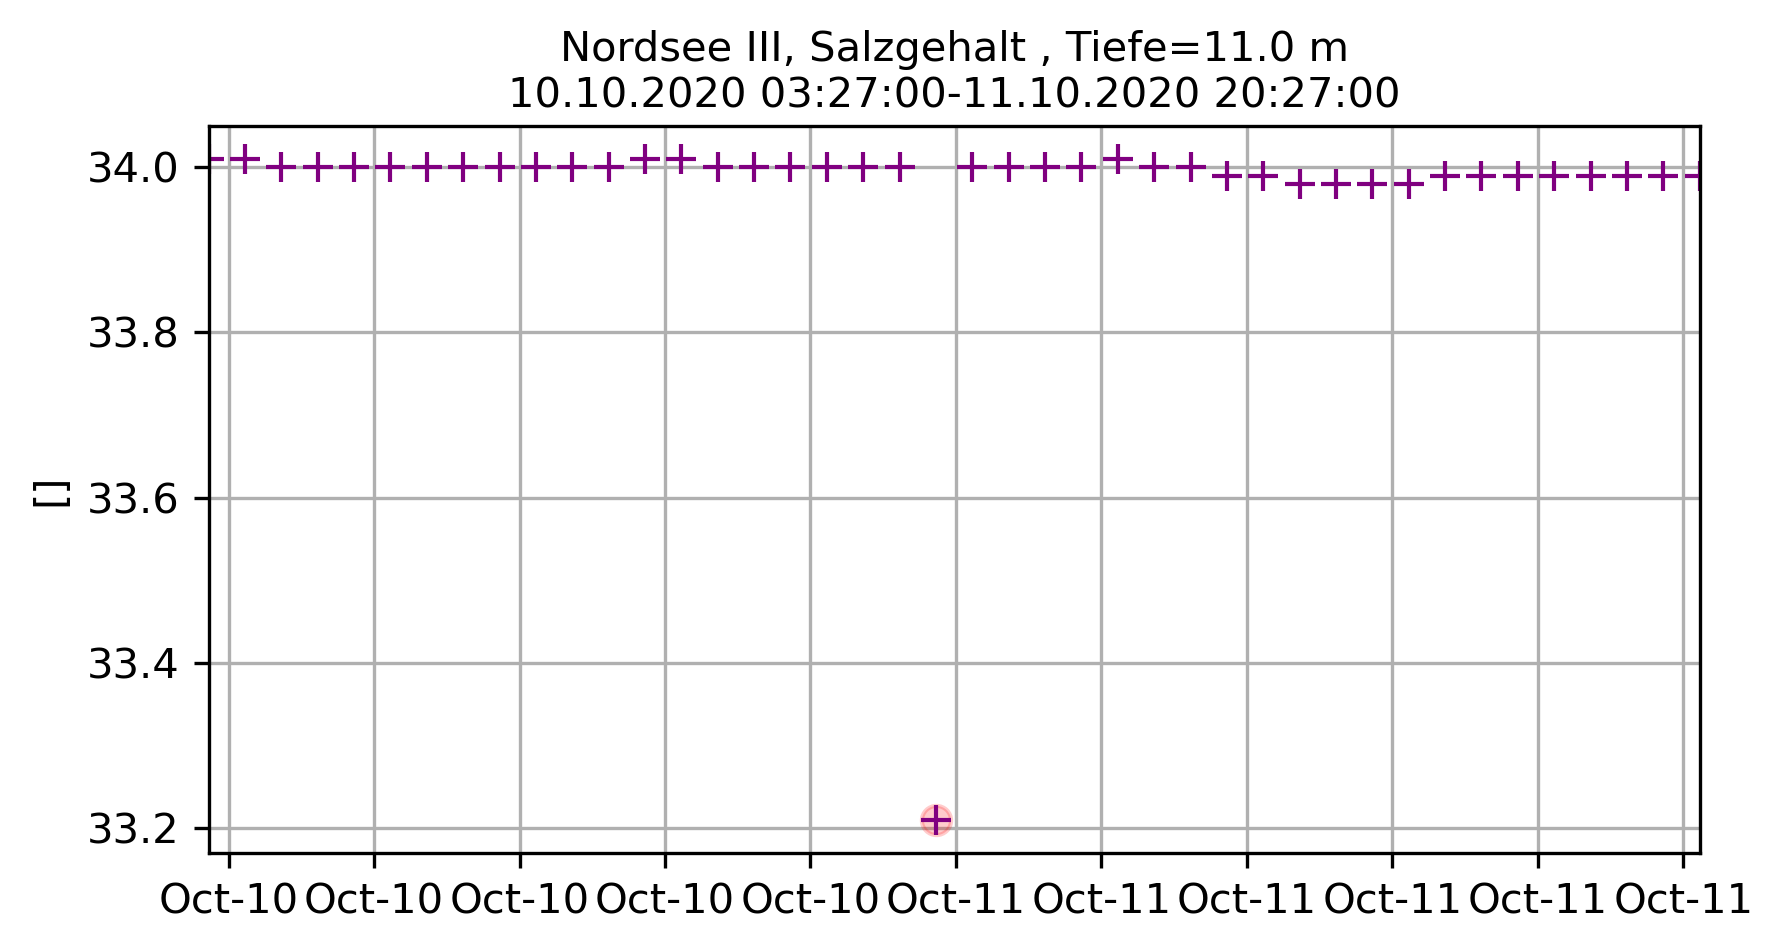 Nordsee III, Salzgehalt , Tiefe=11.0 m
10.10.2020 03:27:00-11.10.2020 20:27:00
34.0
33.8
33.6
33.4
33.2
[]
Oct-10 Oct-10 Oct-10 Oct-10 Oct-10 Oct-11 Oct-11 Oct-11 Oct-11 Oct-11 Oct-11